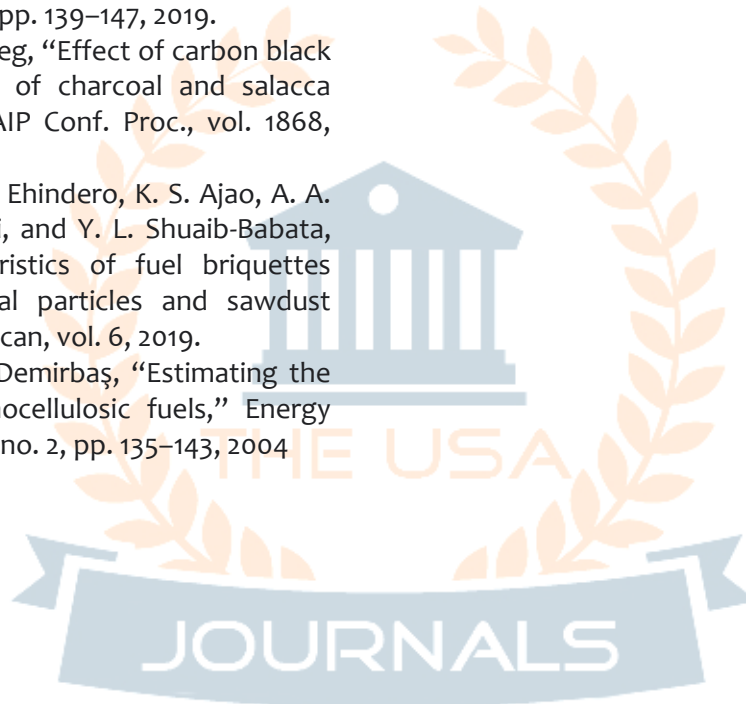 pp. 139–147, 2019.
eg, “Effect of carbon black
of charcoal and salacca
AIP Conf. Proc., vol. 1868,
Ehindero, K. S. Ajao, A. A.
i, and Y. L. Shuaib-Babata,
ristics of fuel briquettes
al particles and sawdust
can, vol. 6, 2019.
Demirbaş, “Estimating the
nocellulosic fuels,” Energy
no. 2, pp. 135–143, 2004
THE USA
JOURNALS